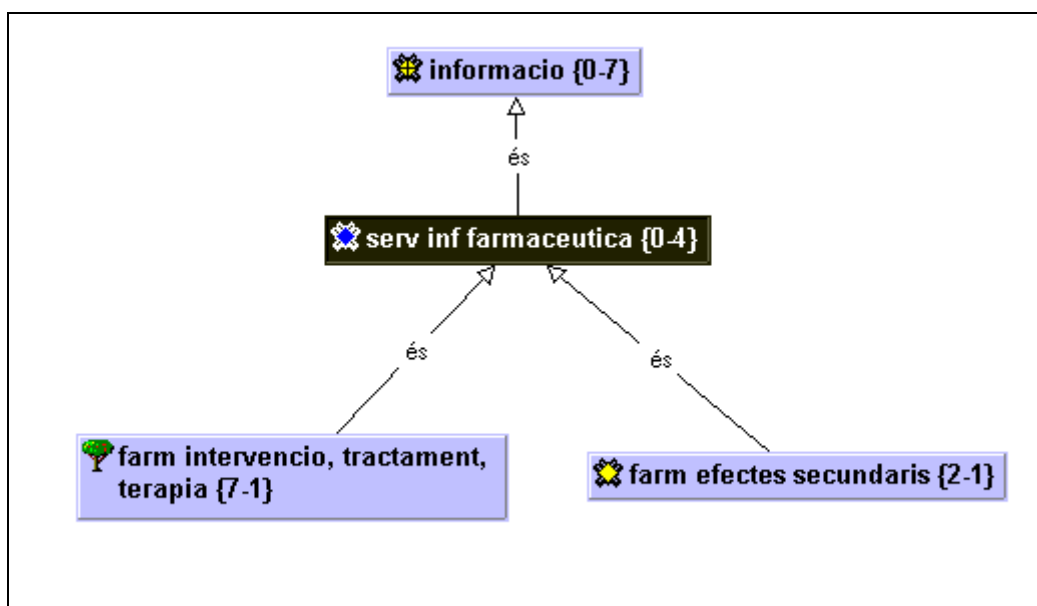 informacio {0-7}
és
serv inf farmaceutica {0-4}
és
és
farm intervencio, tractament,
terapia {7-1}
farm efectes secundaris {2-1}